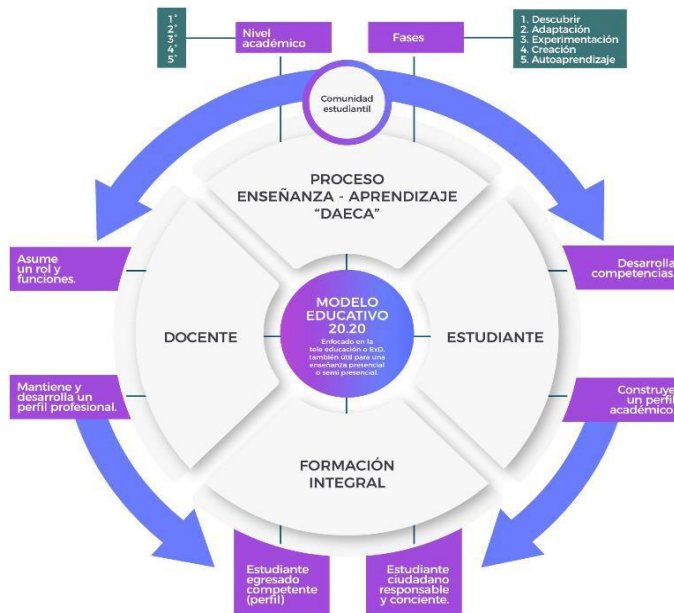 1°
2°
3°
4°
5°
Nivel
académico
Fases
1. Descubrir
2. Adaptación
3. Experimentación
4. Creación
5. Autoaprendizaje
Comunidad
estudiantil
PROCESO
ENSEÑANZA - APRENDIZAJE
“DAECA”
Asume
un rol y
funciones.
Desarrolla
competencias.
DOCENTE
MODELO
EDUCATIVO
20.20
Enfocado en la
tele educación o ExD.
también útil para una
enseñanza presencial
o semi presencial.
ESTUDIANTE
Mantiene y
desarrolla un
perfil profesional.
Construye
un perfil
académico.
FORMACIÓN
INTEGRAL
Estudiante
egresado
competente
(perfil)
Estudiante
ciudadano
responsable
y conciente.